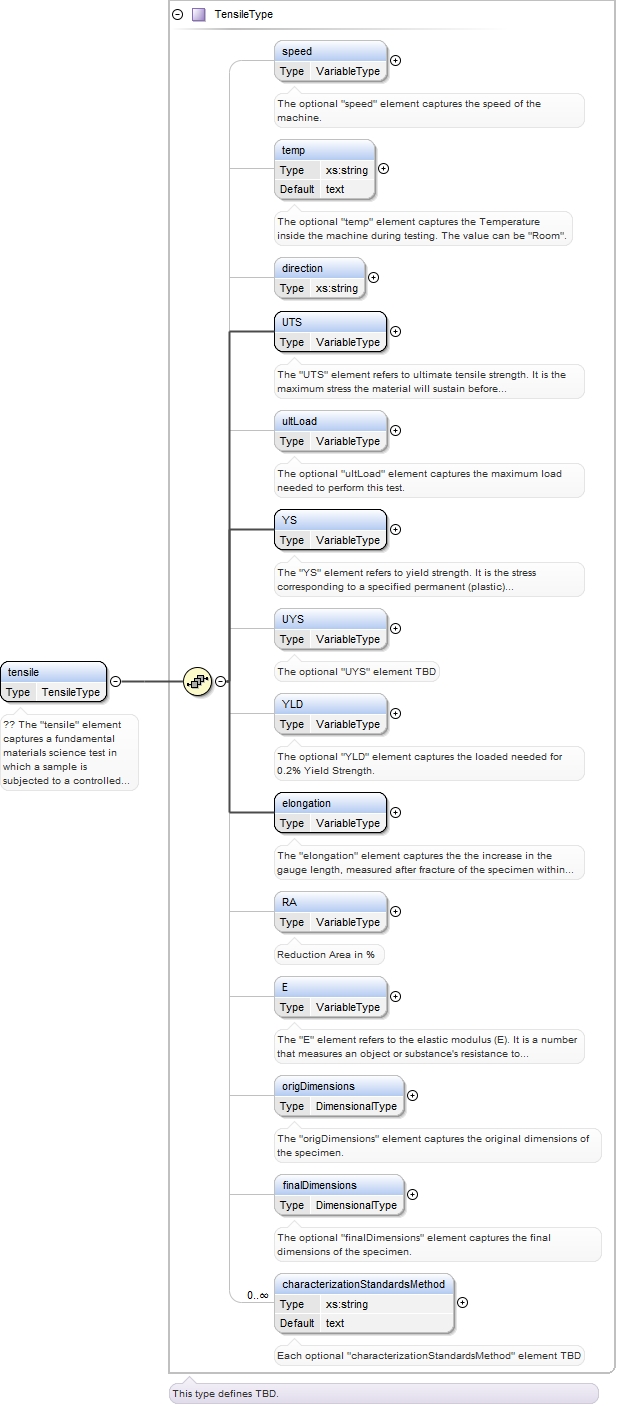 TensileType
speed
Type VariableType
The optional "speed" element captures the speed of the
machine.
temp
Type xs:string
Default text
The optional "temp" element captures the Temperature
inside the machine during testing. The value can be "Room".
direction
Type xs:string
UTS
Type VariableType
The "UTS" element refers to ultimate tensile strength. It is the
maximum stress the material will sustain before...
ultLoad
Type VariableType
The optional "ultLoad" element captures the maximum load
needed to perform this test.
YS
Type VariableType
The "YS" element refers to yield strength. It is the stress
corresponding to a specified permanent (plastic)...
UYS
Type VariableType
The optional "UYS" element TBD
tensile
Type TensileType
?? The "tensile" element
captures a fundamental
materials science test in
which a sample is
subjected to a controlled...
YLD
Type VariableType
The optional "YLD" element captures the loaded needed for
0.2% Yield Strength.
elongation
Type VariableType
The "elongation" element captures the the increase in the
gauge length, measured after fracture of the specimen within...
RA
Type VariableType
Reduction Area in %
E
Type VariableType
The "E" element refers to the elastic modulus (E). It is a number
that measures an object or substance's resistance to...
origDimensions
Type DimensionalType
The "origDimensions" element captures the original dimensions of
the specimen.
finalDimensions
Type DimensionalType
The optional "finalDimensions" element captures the final
dimensions of the specimen.
0..∞
characterizationStandardsMethod
Type xs:string
Default text
Each optional "characterizationStandardsMethod" element TBD
This type defines TBD.